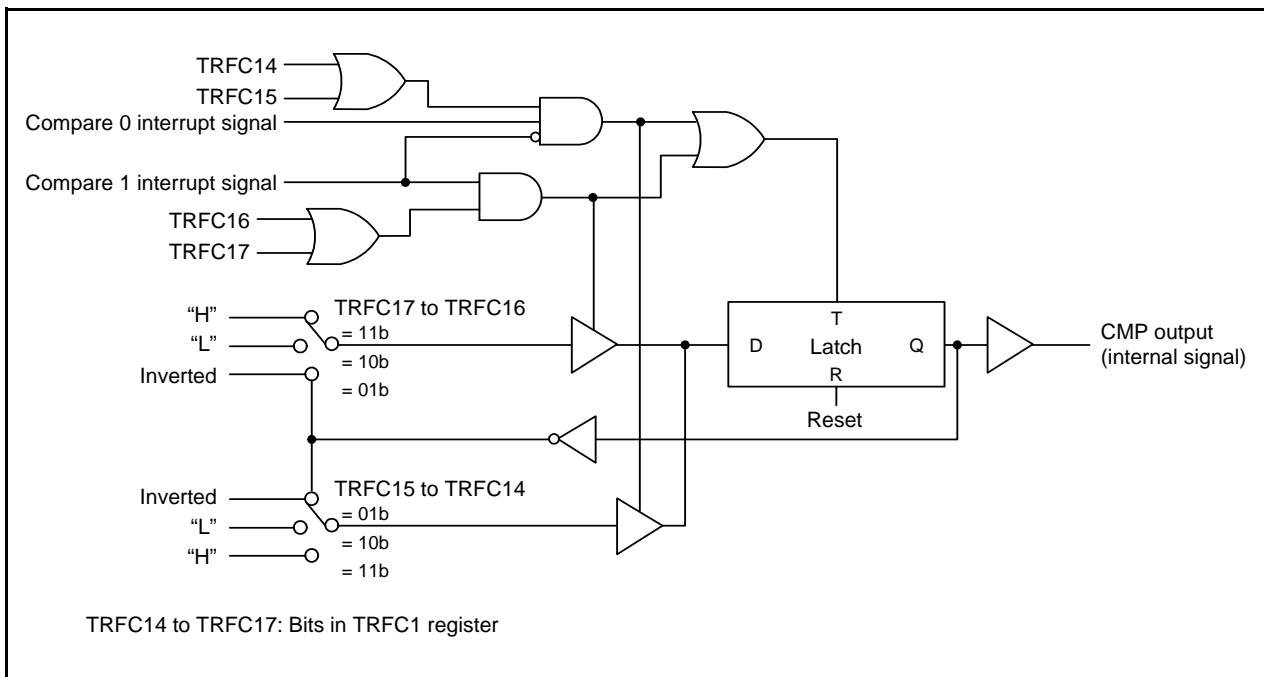 TRFC14
TRFC15
Compare 0 interrupt signal
Compare 1 interrupt signal
TRFC16
TRFC17
“H”
“L”
Inverted
TRFC17 to TRFC16
= 11b
= 10b
= 01b
T
D
Latch
Q
R
Reset
CMP output
(internal signal)
Inverted
“L”
“H”
TRFC15 to TRFC14
= 01b
= 10b
= 11b
TRFC14 to TRFC17: Bits in TRFC1 register